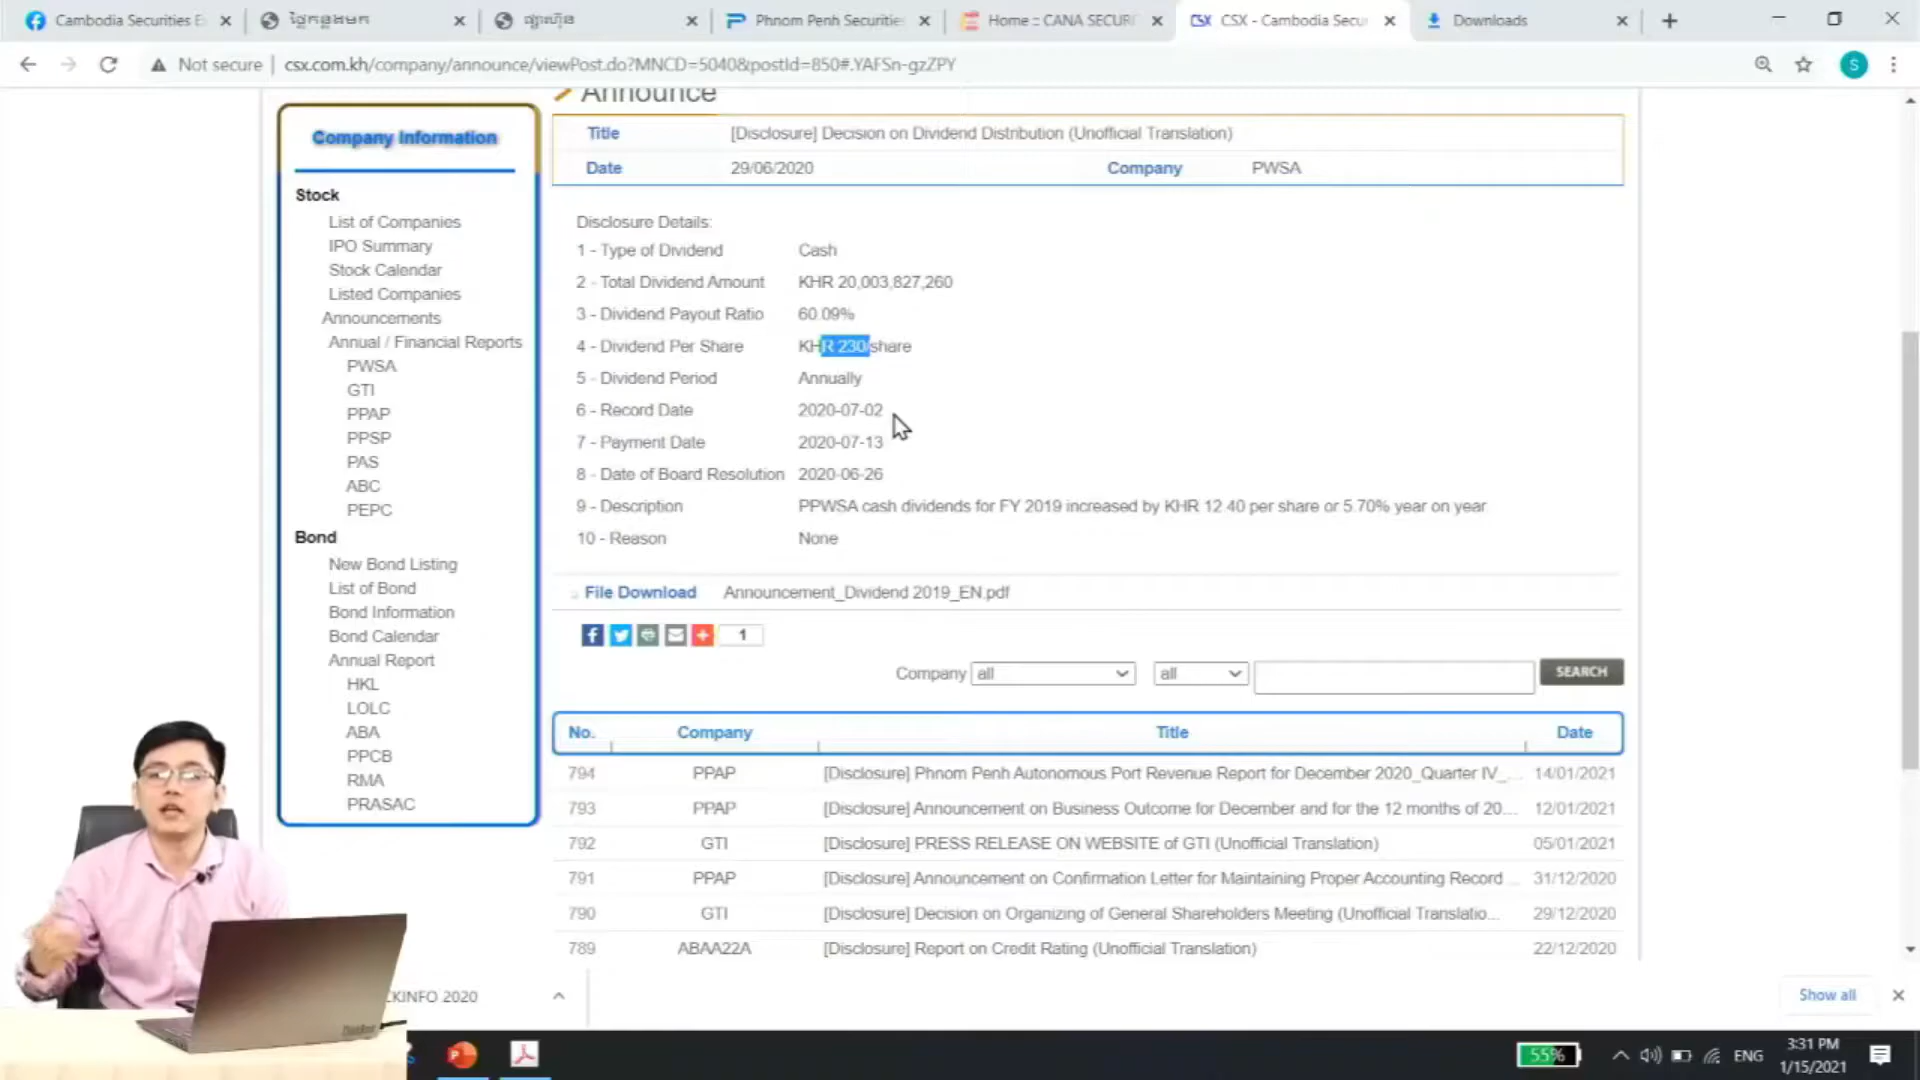 Cambodia Securities E
ផ្ទៃកន្លងមក
Phnom Penh Securitie
Home :: CANA SECURI
CSX - Cambodia Secu
Downloads
Not secure
csx.com.kh/company/announce/viewPost.do?MNCD=5040&postId=850#.YAFSn-gzZPY
S
Announce
Company Information
Title
[Disclosure] Decision on Dividend Distribution (Unofficial Translation)
Date
29/06/2020
Company
PWSA
Stock
List of Companies
IPO Summary
Stock Calendar
Listed Companies
Announcements
Annual / Financial Reports
PWSA
GTI
PPAP
PPSP
PAS
ABC
PEPC
Bond
New Bond Listing
List of Bond
Bond Information
Bond Calendar
Annual Report
HKL
LOLC
ABA
PPCB
RMA
PRASAC
Disclosure Details:
1 - Type of Dividend Cash
2 - Total Dividend Amount KHR 20,003,827,260
3 - Dividend Payout Ratio 60.09%
4 - Dividend Per Share KHR 230/share
5 - Dividend Period Annually
6 - Record Date 2020-07-02
7 - Payment Date 2020-07-13
8 - Date of Board Resolution 2020-06-26
9 - Description PPWSA cash dividends for FY 2019 increased by KHR 12.40 per share or 5.70% year on year
10 - Reason None
File Download Announcement_Dividend 2019_EN.pdf
1
Company all all SEARCH
No. Company Title Date
794 PPAP [Disclosure] Phnom Penh Autonomous Port Revenue Report for December 2020_Quarter IV_... 14/01/2021
793 PPAP [Disclosure] Announcement on Business Outcome for December and for the 12 months of 20.... 12/01/2021
792 GTI [Disclosure] PRESS RELEASE ON WEBSITE of GTI (Unofficial Translation) 05/01/2021
791 PPAP [Disclosure] Announcement on Confirmation Letter for Maintaining Proper Accounting Record ... 31/12/2020
790 GTI [Disclosure] Decision on Organizing of General Shareholders Meeting (Unofficial Translatio... 29/12/2020
789 ABAA22A [Disclosure] Report on Credit Rating (Unofficial Translation) 22/12/2020
CKINFO 2020
Show all
ThinkBook
55%
ENG
3:31 PM
1/15/2021